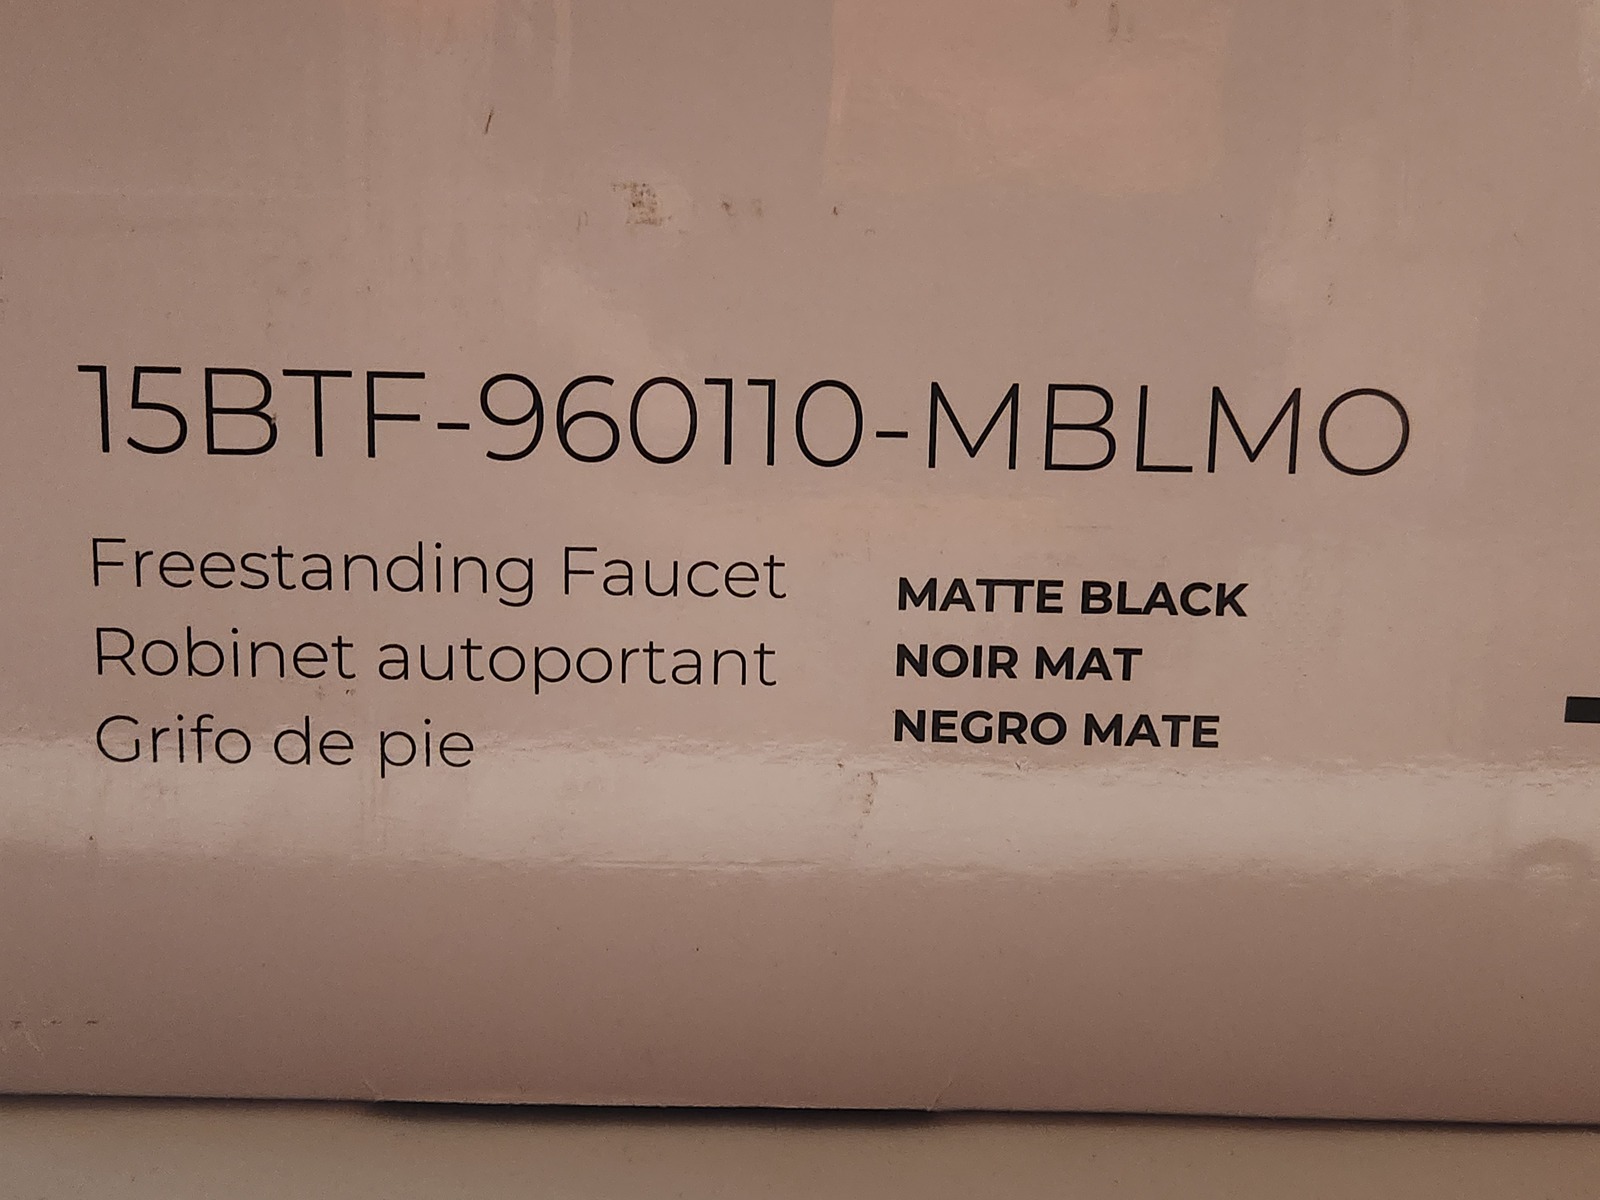 15BTF-960110-MBLMO
Freestanding Faucet
Robinet autoportant
Grifo de pie
MATTE BLACK
NOIR MAT
NEGRO MATE